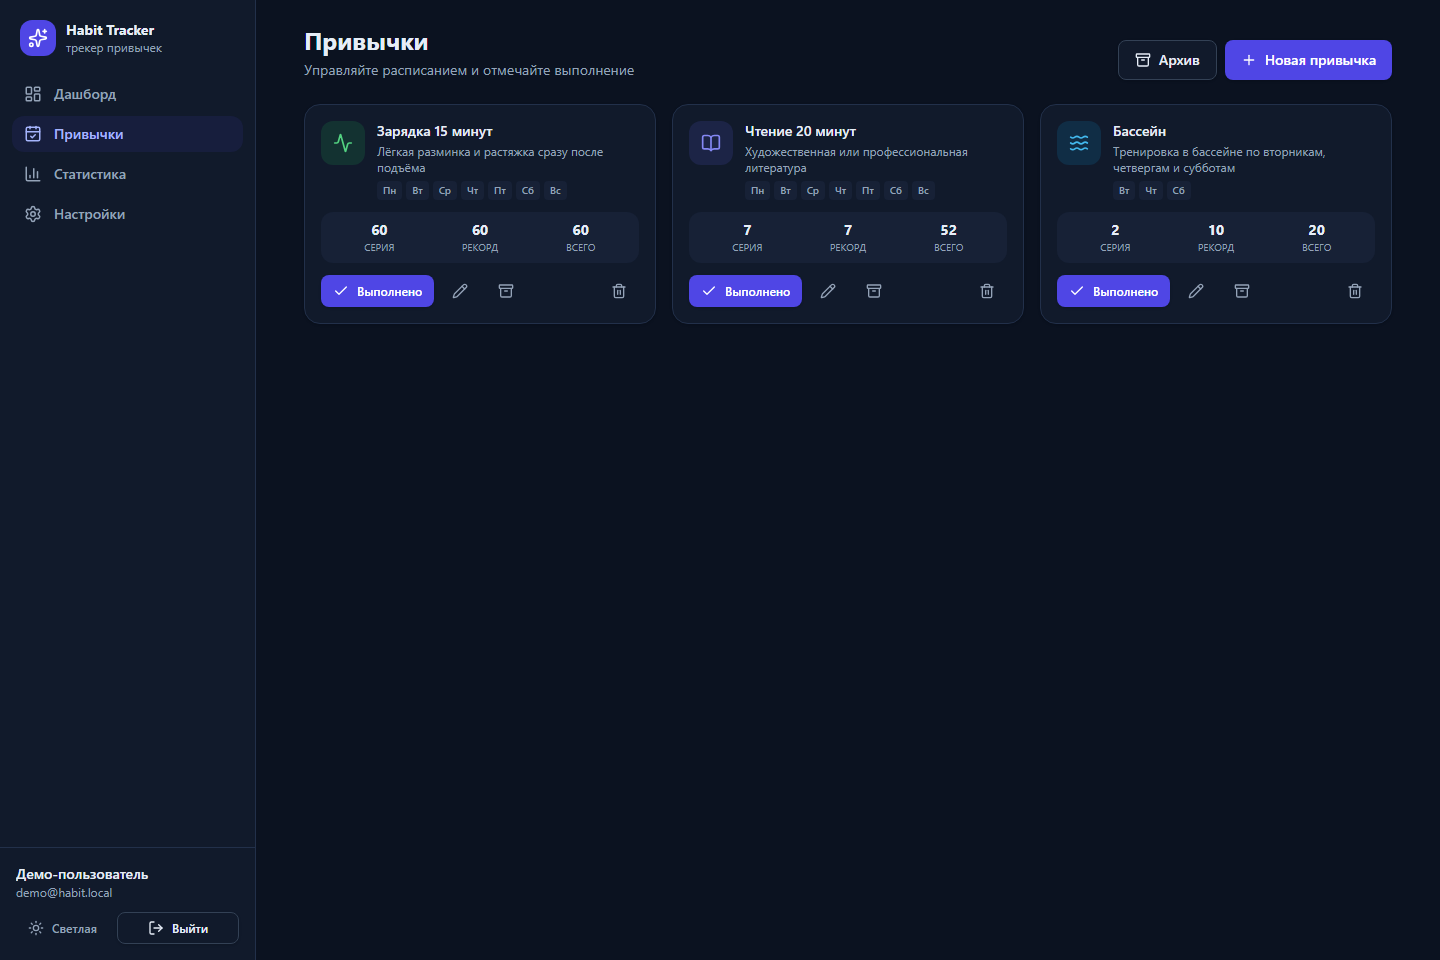 Habit Tracker
трекер привычек
Дашборд
Привычки
Статистика
Настройки
Демо-пользователь
demo@habit.local
Светлая
Выйти
Привычки
Управляйте расписанием и отмечайте выполнение
Архив
Новая привычка
Зарядка 15 минут
Лёгкая разминка и растяжка сразу после
подъёма
Пн Вт Ср Чт Пт Сб Вс
60 60 60
СЕРИЯ РЕКОРД ВСЕГО
Выполнено
Чтение 20 минут
Художественная или профессиональная
литература
Пн Вт Ср Чт Пт Сб Вс
7 7 52
СЕРИЯ РЕКОРД ВСЕГО
Выполнено
Бассейн
Тренировка в бассейне по вторникам,
четвергам и субботам
Вт Чт Сб
2 10 20
СЕРИЯ РЕКОРД ВСЕГО
Выполнено